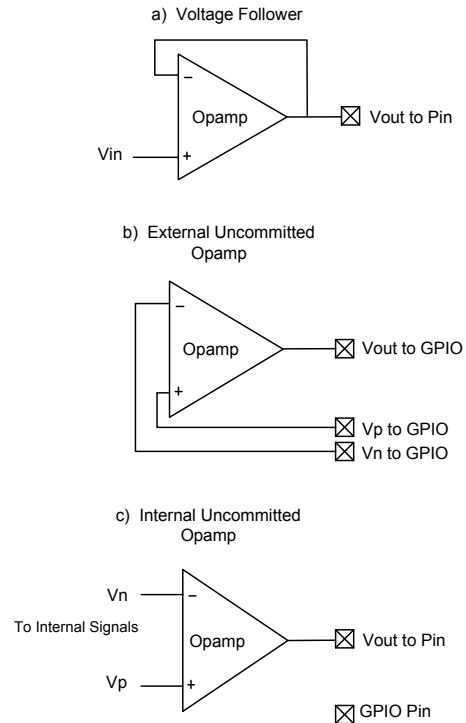 a) Voltage Follower
−
Opamp
Vout to Pin
Vin
+
b) External Uncommitted
Opamp
−
Opamp
Vout to GPIO
+
Vp to GPIO
Vn to GPIO
c) Internal Uncommitted
Opamp
Vn
−
To Internal Signals
Opamp
Vout to Pin
Vp
+
GPIO Pin